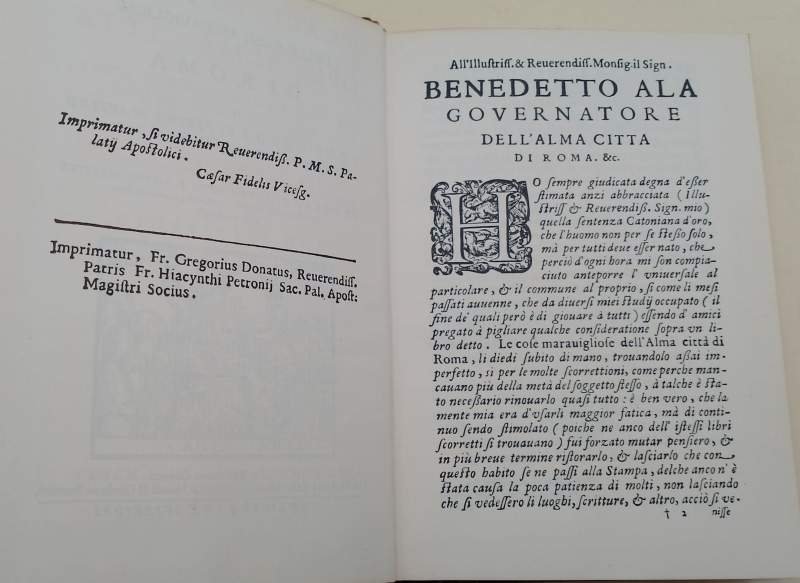 Imprimatur, si videbitur Reuerendiss. P. M. S. Pa-
latij Apostolici.
Cæsar Fidelis Vicesg.
Imprimatur, Fr. Gregorius Donatus, Reuerendiss.
Patris Fr. Hiacynthi Petronij Sac. Pal. Apost:
Magistri Socius.
All'Illustriss. & Reuerendiss. Monsig. il Sign.
BENEDETTO ALA
GOVERNATORE
DELL'ALMA CITTA
DI ROMA. &c.
HO sempre giudicata degna d'esser
stimata anzi abbracciata ( Illu-
striss & Reuerendiss. Sign. mio )
quella sentenza Catoniana d'oro,
che l'huomo non per se stesso solo,
mà per tutti deue esser nato, che
perciò d'ogni hora mi son compia-
ciuto anteporre l' vniuersale al
particolare, & il commune al proprio, si come li mesi
passati auuenne, che da diuersi miei studij occupato ( il
fine de' quali però è di giouare à tutti ) essendo d' amici
pregato à pigliare qualche consideratione sopra vn li
bro detto. Le cose marauigliose dell'Alma città di
Roma, li diedi subito di mano, trouandolo assai im-
perfetto, si per le molte scorrettioni, come perche man-
cauano più della metà del soggetto stesso, à talche è sta-
to necessario rinouarlo quasi tutto : è ben vero, che la
mente mia era d'vsarli maggior fatica, mà di conti-
nuo sendo stimolato ( poiche ne anco dell' istessi libri
scorretti si trouauano ) fui forzato mutar pensiero, &
in più breue termine ristorarlo, & lasciarlo che con
questo habito se ne passi alla Stampa, delche ancon' è
stata causa la poca patienza di molti, non lasciando
che si vedessero li luoghi, scritture, & altro, acciò si ve-
† 2 nisse